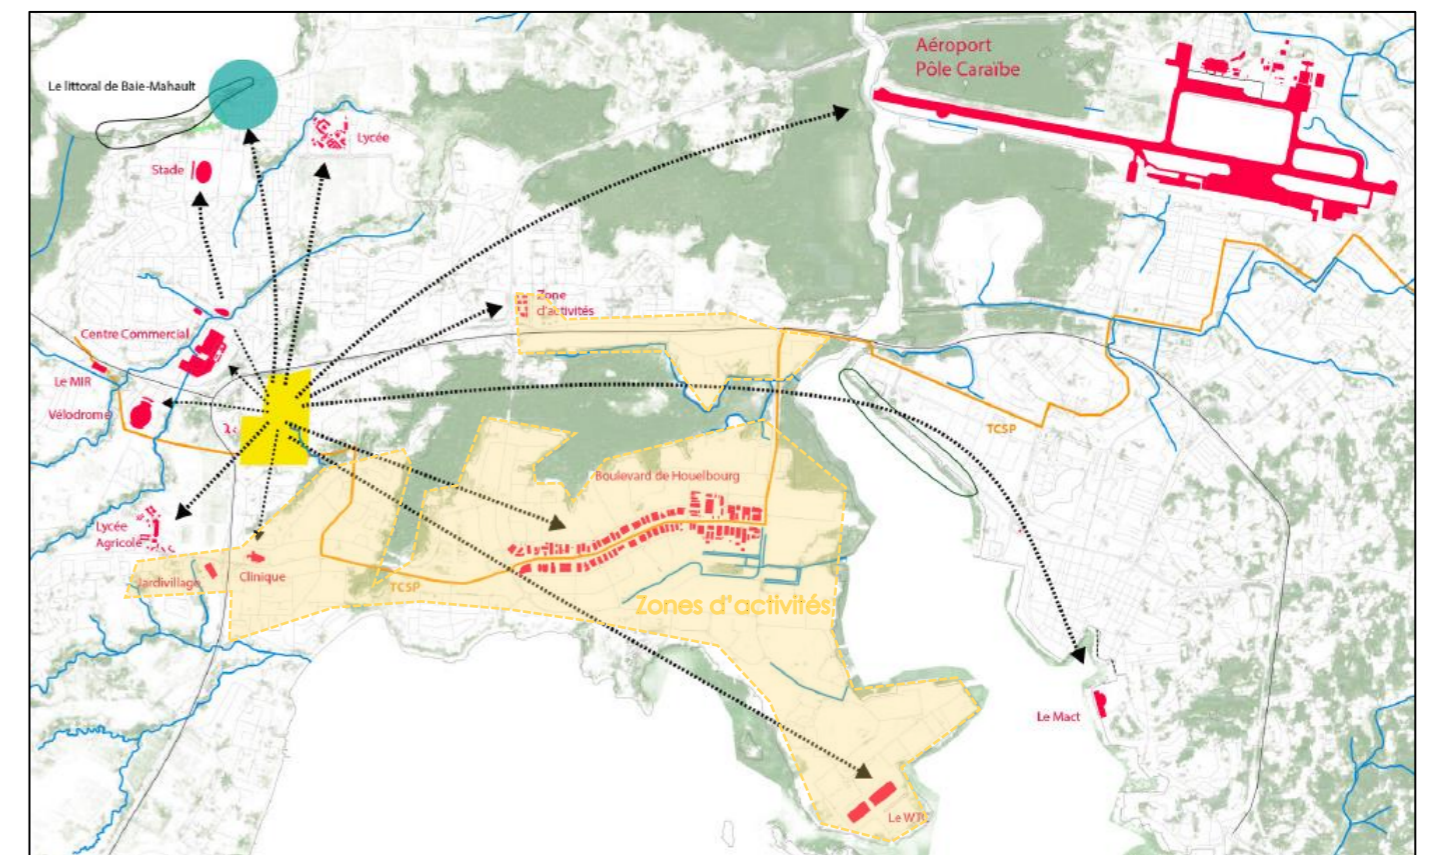 Aéroport
Pôle Caraïbe
Le littoral de Baie-Mahault
Lycée
Stade
Zone
d'activités
Centre Commercial
Le MIR
Vélodrome
TCSP
Boulevard de Houelbourg
Lycée
Agricole
Jardivillage
Clinique
TCSP
Zones d'activités
Le Mact
Le WTC